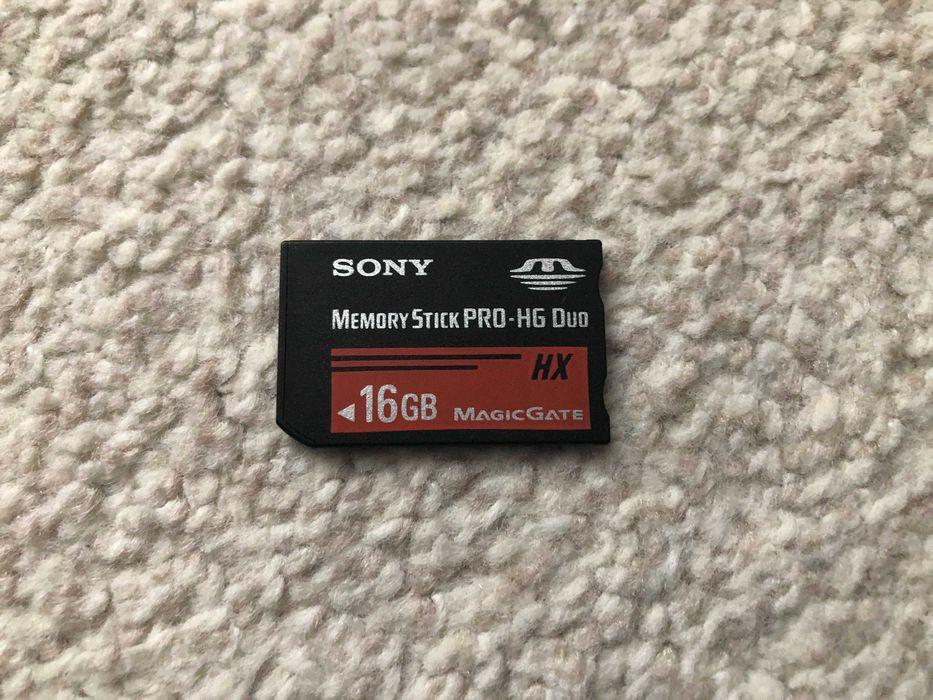 SONY
MEMORY STICK PRO-HG DUO
HX
16GB MAGICGATE